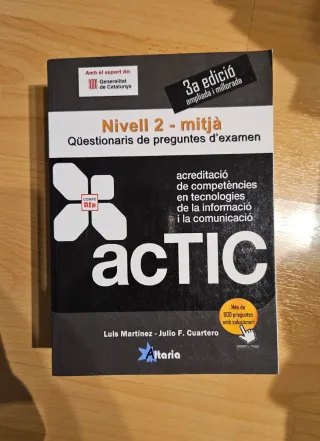 Amb el suport de:
Generalitat
de Catalunya
3a edició
ampliada i millorada
Nivell 2 - mitjà
Qüestionaris de preguntes d'examen
acreditació
de competències
en tecnologies
de la informació
i la comunicació
COMPE
acTIC
Més de
600 preguntes
amb solucionari
Luis Martínez - Julio F. Cuartero
Altaria